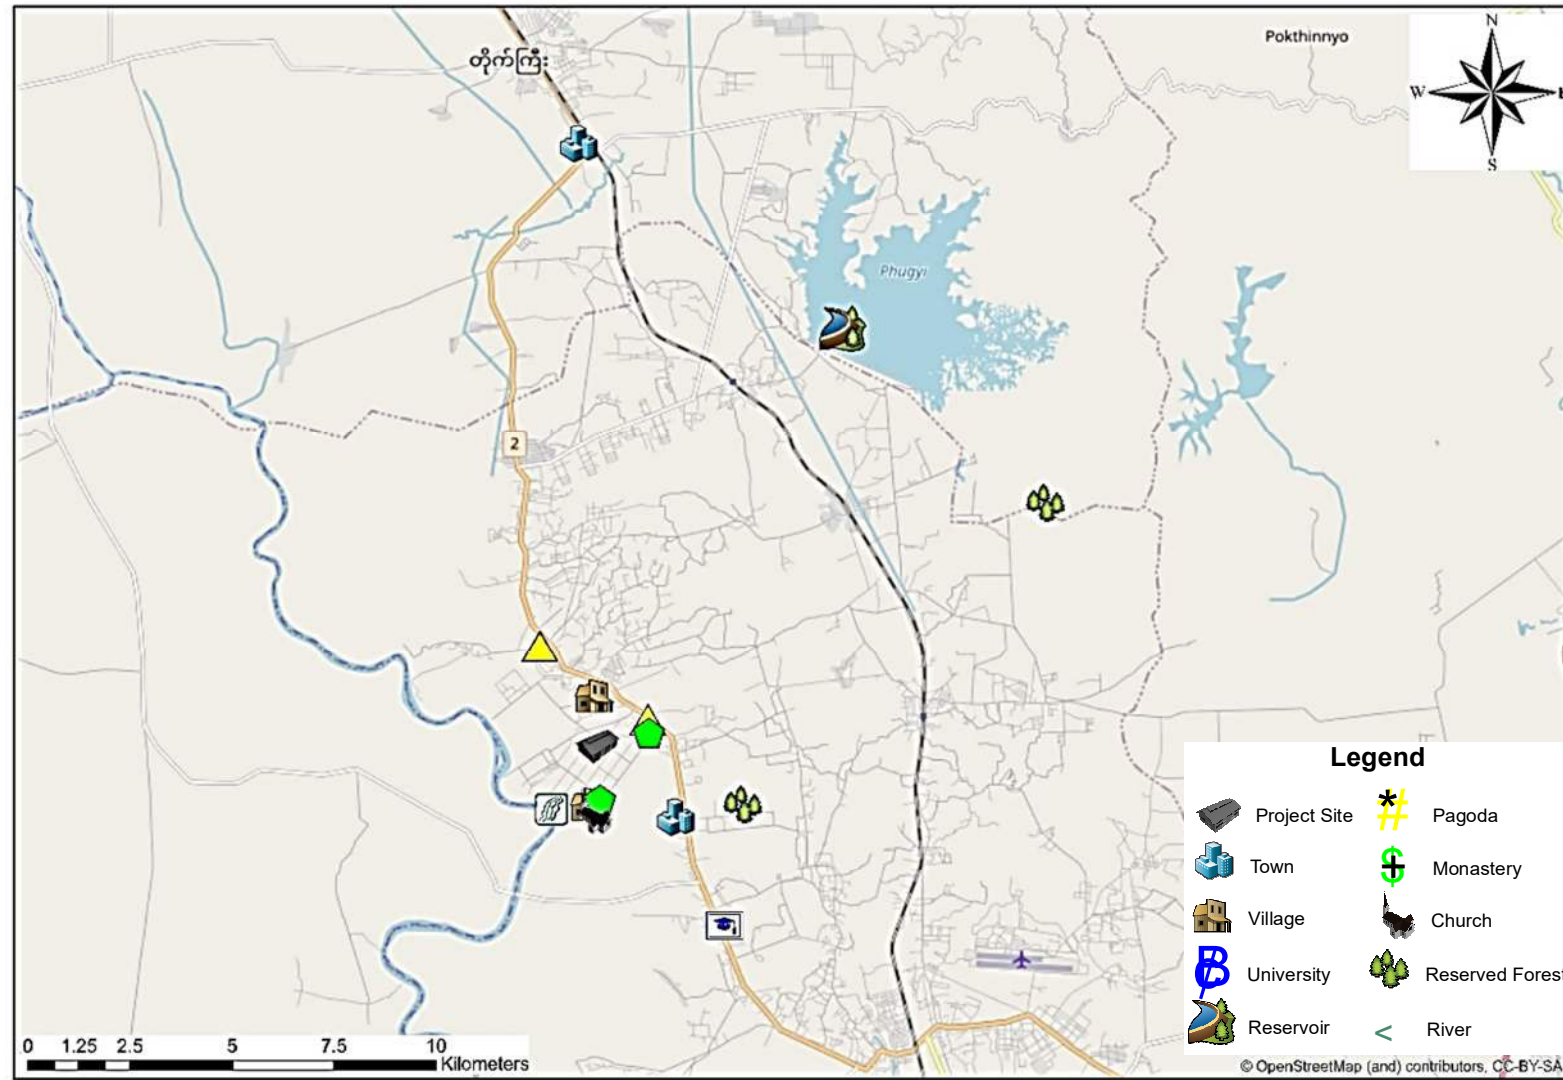 Pokthinnyo
N
W
S
တိုက်ကြီး
Phugyi
2
Legend
Project Site
Pagoda
Town
Monastery
Village
Church
University
Reserved Forest
Reservoir
River
0 1.25 2.5 5 7.5 10
Kilometers
© OpenStreetMap (and) contributors, CC-BY-SA